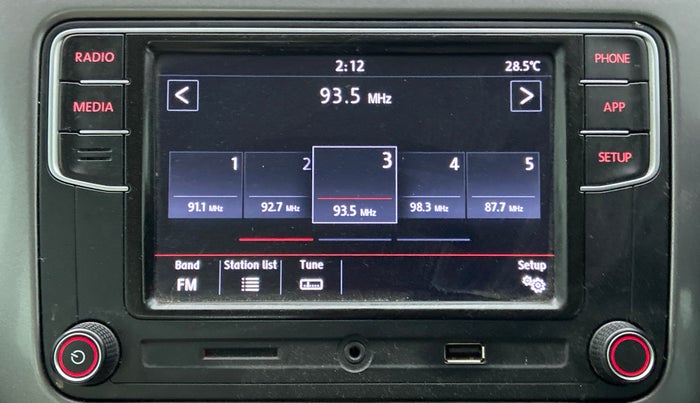 RADIO
MEDIA
PHONE
APP
SETUP
2:12
28.5°C
< 93.5 MHz >
1 2 3 4 5
91.1 MHz 92.7 MHz 93.5 MHz 98.3 MHz 87.7 MHz
Band Station list Tune Setup
FM